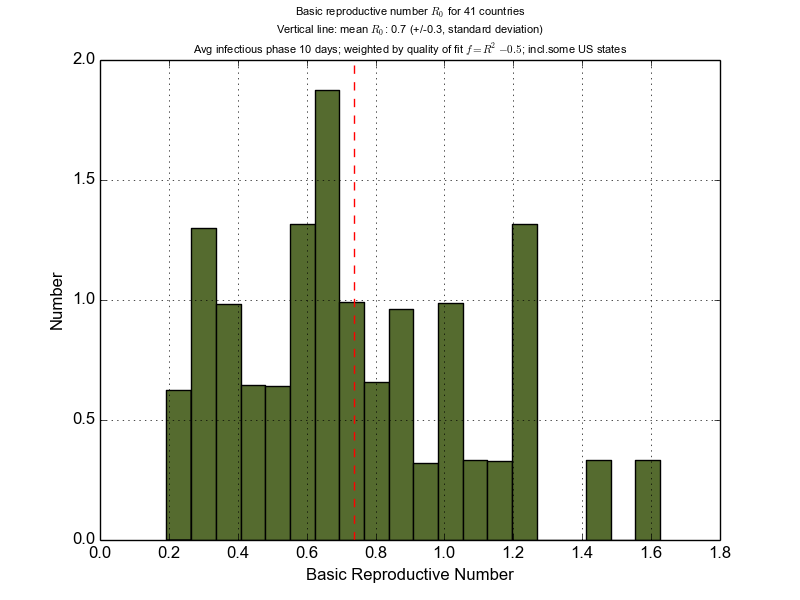 Basic reproductive number R₀ for 41 countries
Vertical line: mean R₀: 0.7 (+/-0.3, standard deviation)
Avg infectious phase 10 days; weighted by quality of fit f=R² −0.5; incl.some US states
2.0
1.5
1.0
0.5
0.0
Number
0.0 0.2 0.4 0.6 0.8 1.0 1.2 1.4 1.6 1.8
Basic Reproductive Number